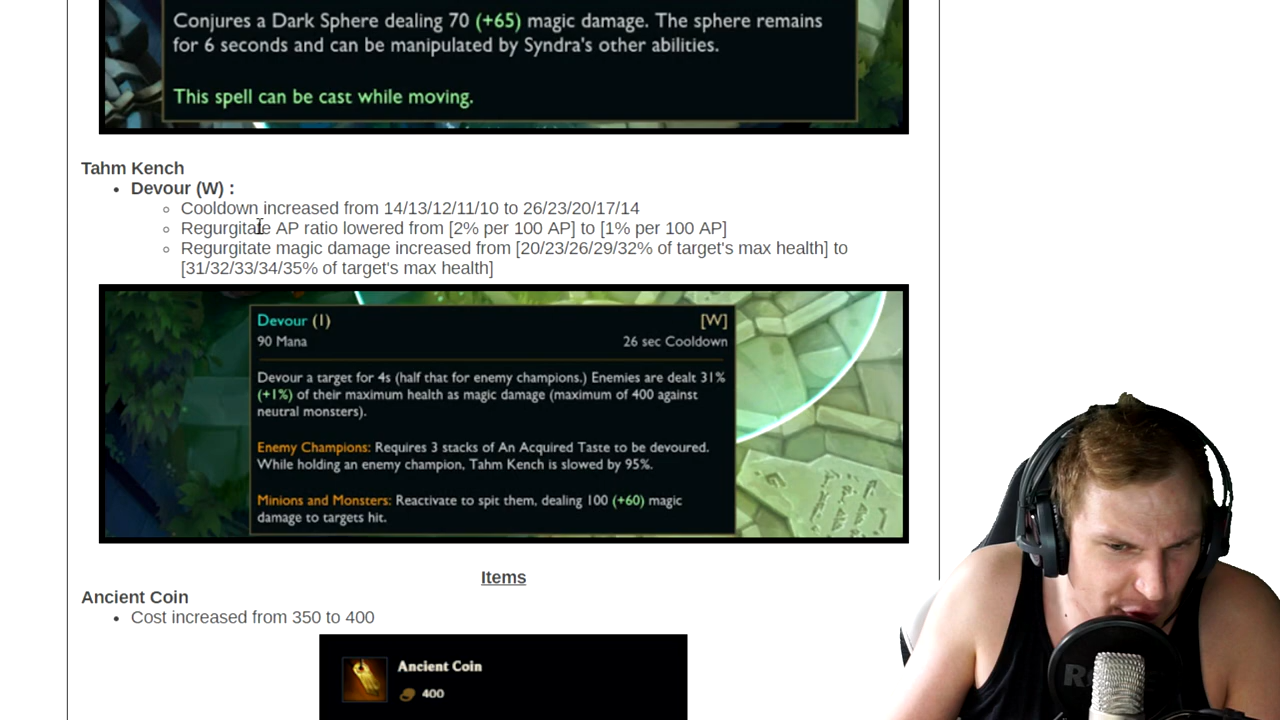 Conjures a Dark Sphere dealing 70 (+65) magic damage. The sphere remains
for 6 seconds and can be manipulated by Syndra's other abilities.
This spell can be cast while moving.
Tahm Kench
• Devour (W) :
○ Cooldown increased from 14/13/12/11/10 to 26/23/20/17/14
○ Regurgitate AP ratio lowered from [2% per 100 AP] to [1% per 100 AP]
○ Regurgitate magic damage increased from [20/23/26/29/32% of target's max health] to
[31/32/33/34/35% of target's max health]
Devour (1) [W]
90 Mana 26 sec Cooldown
Devour a target for 4s (half that for enemy champions.) Enemies are dealt 31%
(+1%) of their maximum health as magic damage (maximum of 400 against
neutral monsters).
Enemy Champions: Requires 3 stacks of An Acquired Taste to be devoured.
While holding an enemy champion, Tahm Kench is slowed by 95%.
Minions and Monsters: Reactivate to spit them, dealing 100 (+60) magic
damage to targets hit.
Items
Ancient Coin
• Cost increased from 350 to 400
Ancient Coin
400